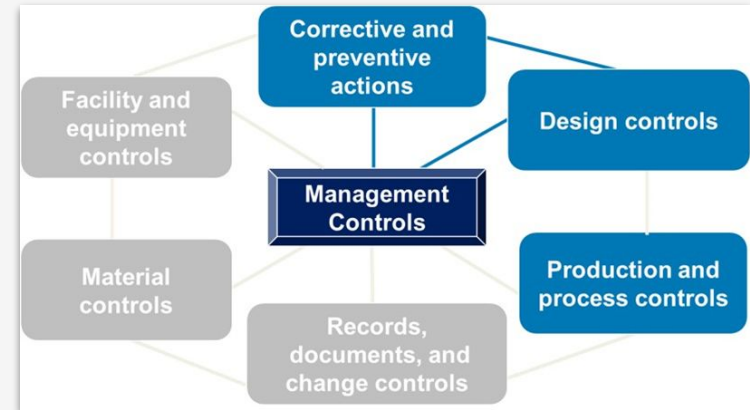 Corrective and
preventive
actions
Facility and
equipment
controls
Design controls
Management
Controls
Material
controls
Production and
process controls
Records,
documents, and
change controls